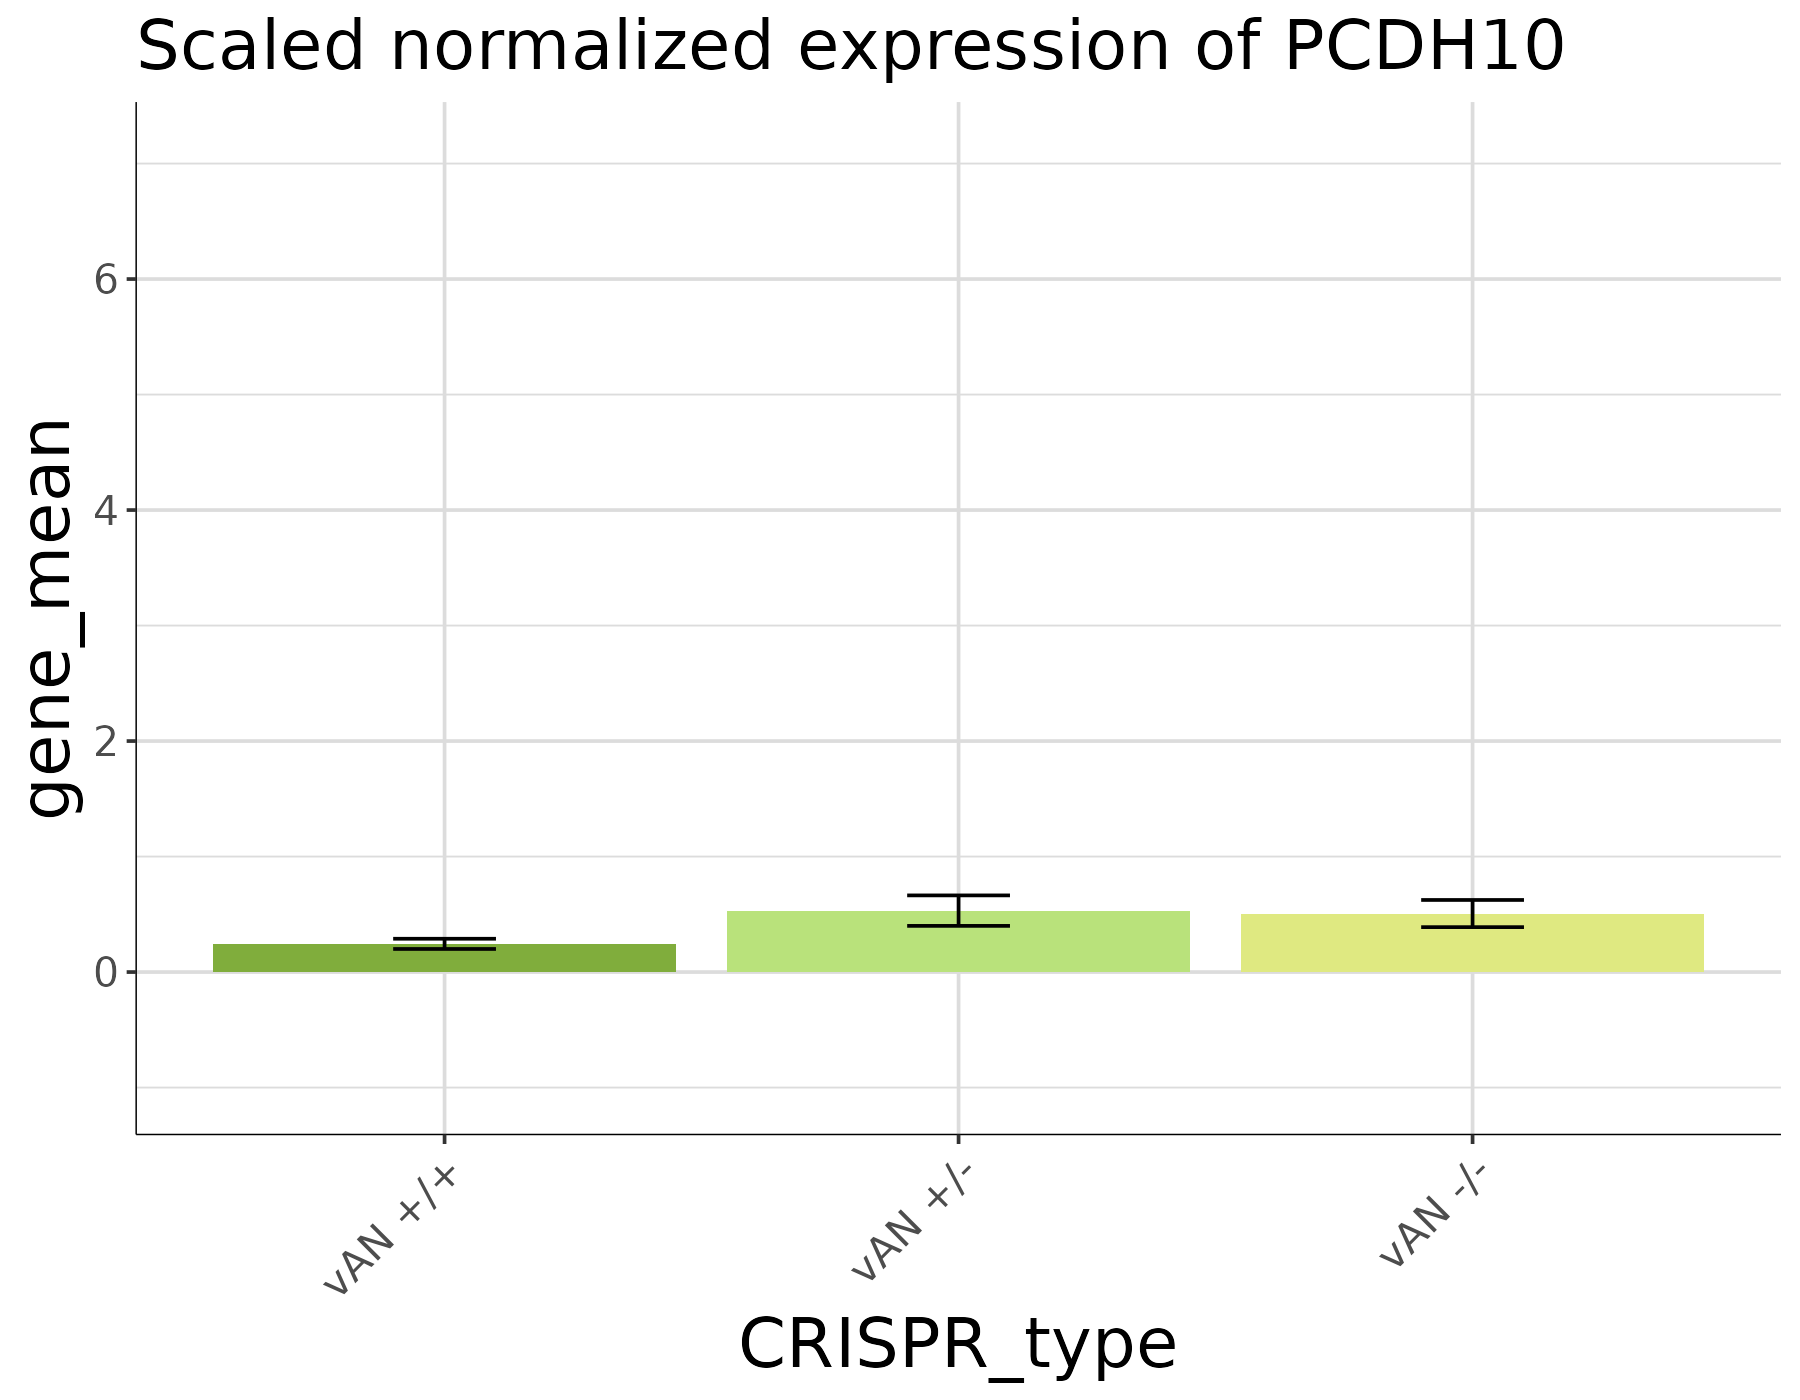 Scaled normalized expression of PCDH10
gene_mean
6
4
2
0
vAN +/+
vAN +/-
vAN -/-
CRISPR_type